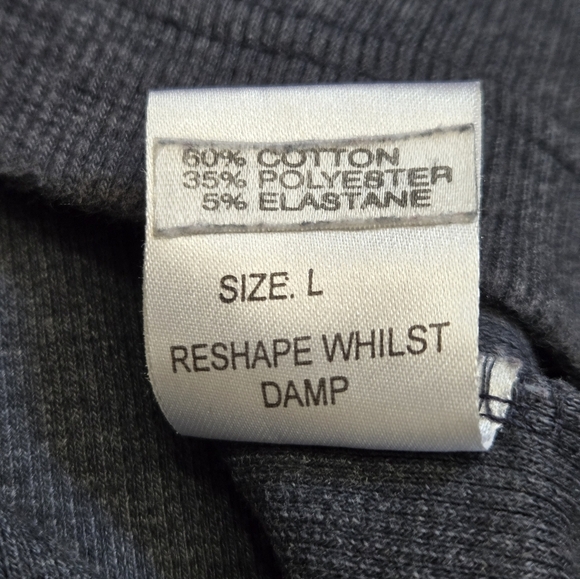 60% COTTON
35% POLYESTER
5% ELASTANE
SIZE. L
RESHAPE WHILST
DAMP